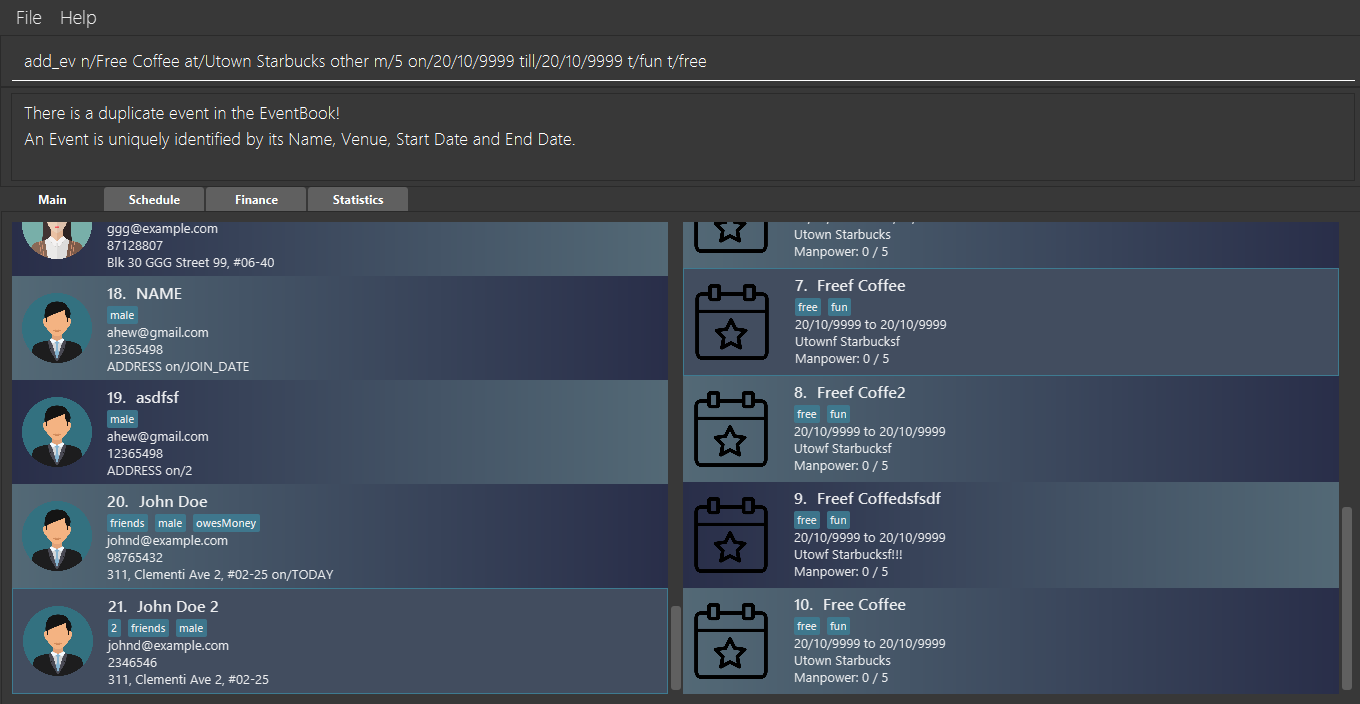 File Help
add_ev n/Free Coffee at/Utown Starbucks other m/5 on/20/10/9999 till/20/10/9999 t/fun t/free
There is a duplicate event in the EventBook!
An Event is uniquely identified by its Name, Venue, Start Date and End Date.
Main Schedule Finance Statistics
ggg@example.com
87128807
Blk 30 GGG Street 99, #06-40
18. NAME
male
ahew@gmail.com
12365498
ADDRESS on/JOIN_DATE
19. asdfsf
male
ahew@gmail.com
12365498
ADDRESS on/2
20. John Doe
friends male owesMoney
johnd@example.com
98765432
311, Clementi Ave 2, #02-25 on/TODAY
21. John Doe 2
2 friends male
johnd@example.com
2346546
311, Clementi Ave 2, #02-25
Utown Starbucks
Manpower: 0 / 5
7. Freef Coffee
free fun
20/10/9999 to 20/10/9999
Utownf Starbucksf
Manpower: 0 / 5
8. Freef Coffe2
free fun
20/10/9999 to 20/10/9999
Utowf Starbucksf
Manpower: 0 / 5
9. Freef Coffedsfsdf
free fun
20/10/9999 to 20/10/9999
Utowf Starbucksf!!!
Manpower: 0 / 5
10. Free Coffee
free fun
20/10/9999 to 20/10/9999
Utown Starbucks
Manpower: 0 / 5